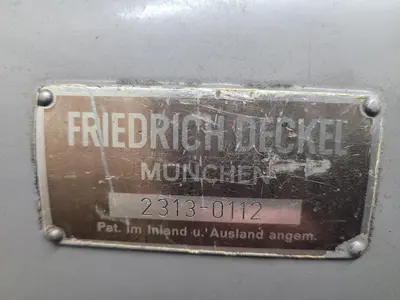 FRIEDRICH DECKEL
MÜNCHEN
2313-0112
Pat. im Inland u. Ausland angem.